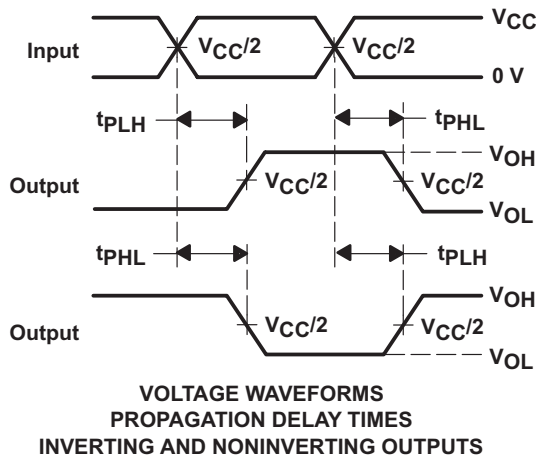 VCC
Input VCC/2 VCC/2
0 V
tPLH tPHL
VOH
Output VCC/2 VCC/2
VOL
tPHL tPLH
VOH
Output VCC/2 VCC/2
VOL
VOLTAGE WAVEFORMS
PROPAGATION DELAY TIMES
INVERTING AND NONINVERTING OUTPUTS